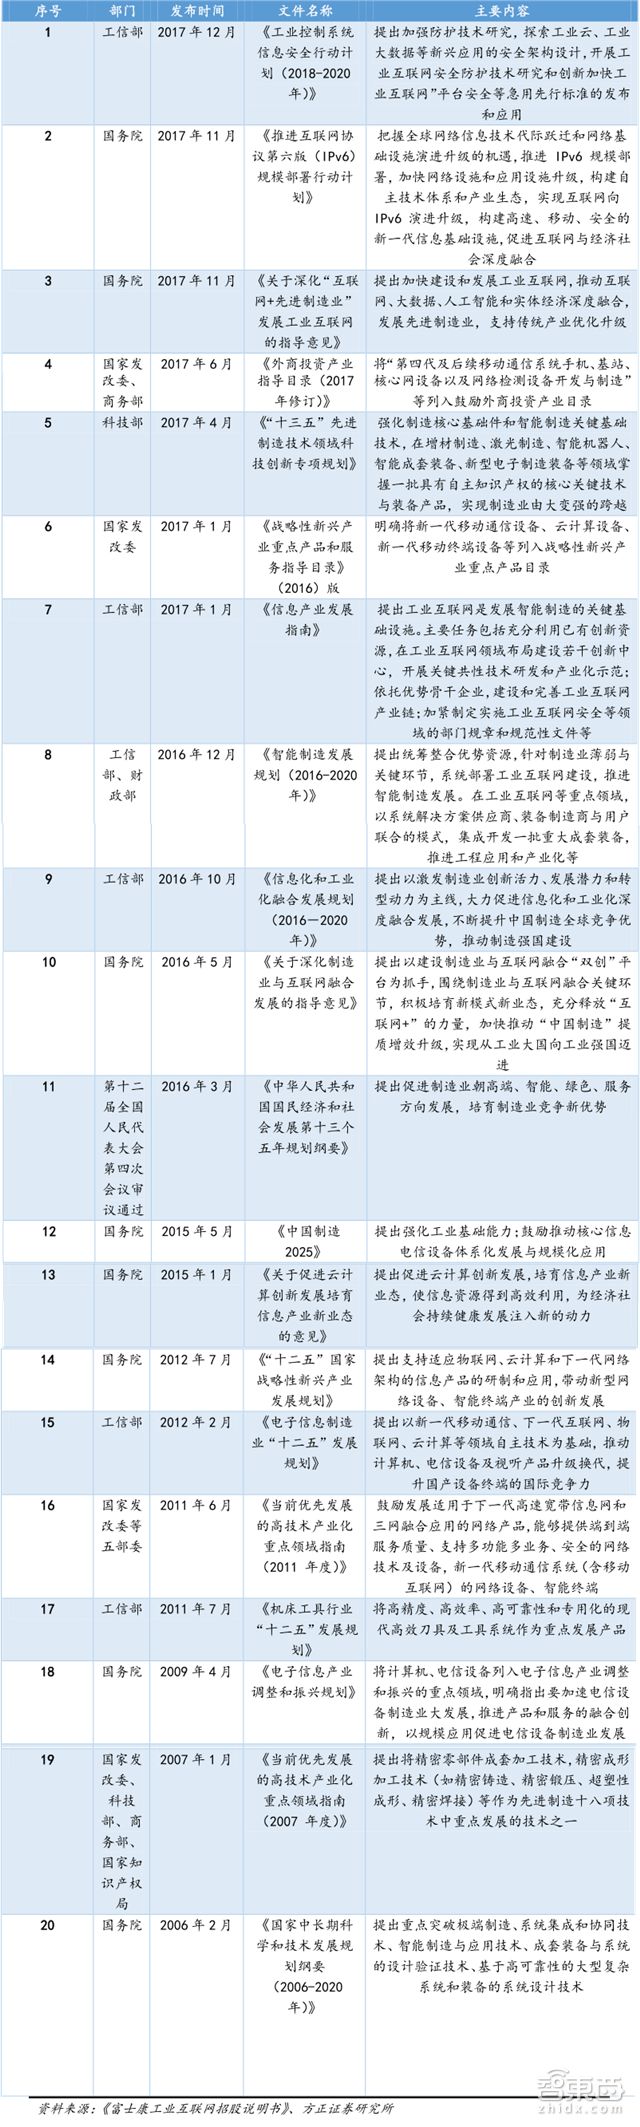 序号 部门 发布时间 文件名称 主要内容
1 工信部 2017 年 12 月 《工业控制系统 提出加强防护技术研究，探索工业云、工业
信息安全行动计 大数据等新兴应用的安全架构设计，开展工
划（2018-2020 业互联网安全防护技术研究和创新加快工
年）》 业互联网”平台安全等急用先行标准的发布
和应用
2 国务院 2017 年 11 月 《推进互联网协 把握全球网络信息技术代际跃迁和网络基
议第六版（IPv6） 础设施演进升级的机遇，推进 IPv6 规模部
规模部署行动计 署，加快网络设施和应用设施升级，构建自
划》 主技术体系和产业生态，实现互联网向
IPv6 演进升级，构建高速、移动、安全的
新一代信息基础设施，促进互联网与经济社
会深度融合
3 国务院 2017 年 11 月 《关于深化“互联 提出加快建设和发展工业互联网，推动互联
网+先进制造业” 网、大数据、人工智能和实体经济深度融合，
发展工业互联网 发展先进制造业，支持传统产业优化升级
的指导意见》
4 国家发 2017 年 6 月 《外商投资产业 将“第四代及后续移动通信系统手机、基站、
改委、 指导目录（2017 核心网设备以及网络检测设备开发与制造”
商务部 年修订）》 等列入鼓励外商投资产业目录
5 科技部 2017 年 4 月 《“十三五”先进 强化制造核心基础件和智能制造关键基础
制造技术领域科 技术，在增材制造、激光制造、智能机器人、
技创新专项规划》 智能成套装备、新型电子制造装备等领域掌
握一批具有自主知识产权的核心关键技术
与装备产品，实现制造业由大变强的跨越
6 国家发 2017 年 1 月 《战略性新兴产 明确将新一代移动通信设备、云计算设备、
改委 业重点产品和服 新一代移动终端设备等列入战略性新兴产
务指导目录》 业重点产品目录
（2016）版
7 工信部 2017 年 1 月 《信息产业发展 提出工业互联网是发展智能制造的关键基
指南》 础设施。主要任务包括充分利用已有创新资
源，在工业互联网领域布局建设若干创新中
心，开展关键共性技术研发和产业化示范；
依托优势骨干企业，建设和完善工业互联网
产业链；加紧制定实施工业互联网安全等领
域的部门规章和规范性文件等
8 工信 2016 年 12 月 《智能制造发展 提出统筹整合优势资源，针对制造业薄弱与
部、财 规划（2016-2020 关键环节，系统部署工业互联网建设，推进
政部 年）》 智能制造发展。在工业互联网等重点领域，
以系统解决方案供应商、装备制造商与用户
联合的模式，集成开发一批重大成套装备，
推进工程应用和产业化等
9 工信部 2016 年 10 月 《信息化和工业 提出以激发制造业创新活力、发展潜力和转
化融合发展规划 型动力为主线，大力促进信息化和工业化深
（2016－2020 度融合发展，不断提升中国制造全球竞争优
年）》 势，推动制造强国建设
10 国务院 2016 年 5 月 《关于深化制造 提出以建设制造业与互联网融合“双创”平
业与互联网融合 台为抓手，围绕制造业与互联网融合关键环
发展的指导意见》 节，积极培育新模式新业态，充分释放“互
联网+”的力量，加快推动“中国制造”提
质增效升级，实现从工业大国向工业强国迈
进
11 第十二 2016 年 3 月 《中华人民共和 提出促进制造业朝高端、智能、绿色、服务
届全国 国国民经济和社 方向发展，培育制造业竞争新优势
人民代 会发展第十三个
表大会 五年规划纲要》
第四次
会议审
议通过
12 国务院 2015 年 5 月 《中国制造 提出强化工业基础能力；鼓励推动核心信息
2025》 电信设备体系化发展与规模化应用
13 国务院 2015 年 1 月 《关于促进云计 提出促进云计算创新发展，培育信息产业新
算创新发展培育 业态，使信息资源得到高效利用，为经济社
信息产业新业态 会持续健康发展注入新的动力
的意见》
14 国务院 2012 年 7 月 《“十二五”国家 提出支持适应物联网、云计算和下一代网络
战略性新兴产业 架构的信息产品的研制和应用，带动新型网
发展规划》 络设备、智能终端产业的创新发展
15 工信部 2012 年 2 月 《电子信息制造 提出以新一代移动通信、下一代互联网、物
业“十二五”发展 联网、云计算等领域自主技术为基础，推动
规划》 计算机、电信设备及视听产品升级换代，提
升国产设备终端的国际竞争力
16 国家发 2011 年 6 月 《当前优先发展 鼓励发展适用于下一代高速宽带信息网和
改委等 的高技术产业化 三网融合应用的网络产品，能够提供端到端
五部委 重点领域指南 服务质量、支持多功能多业务、安全的网络
（2011 年度）》 技术及设备，新一代移动通信系统（含移动
互联网）的网络设备、智能终端
17 工信部 2011 年 7 月 《机床工具行业 将高精度、高效率、高可靠性和专用化的现
“十二五”发展规 代高效刀具及工具系统作为重点发展产品
划》
18 国务院 2009 年 4 月 《电子信息产业 将计算机、电信设备列入电子信息产业调整
调整和振兴规划》 和振兴的重点领域，明确指出要加速电信设
备制造业大发展，推进产品和服务的融合创
新，以规模应用促进电信设备制造业发展
19 国家发 2007 年 1 月 《当前优先发展 提出将精密零部件成套加工技术，精密成形
改委、 的高技术产业化 加工技术（如精密铸造、精密锻压、超塑性
科技 重点领域指南 成形、精密焊接）等作为先进制造十八项技
部、商 （2007 年度）》 术中重点发展的技术之一
务部、
国家知
识产权
局
20 国务院 2006 年 2 月 《国家中长期科 提出重点突破极端制造、系统集成和协同技
学和技术发展规 术、智能制造与应用技术、成套装备与系统
划纲要 的设计验证技术、基于高可靠性的大型复杂
（2006-2020 系统和装备的系统设计技术
年）》
资料来源：《富士康工业互联网招股说明书》、方正证券研究所
智東西
zhidx.com